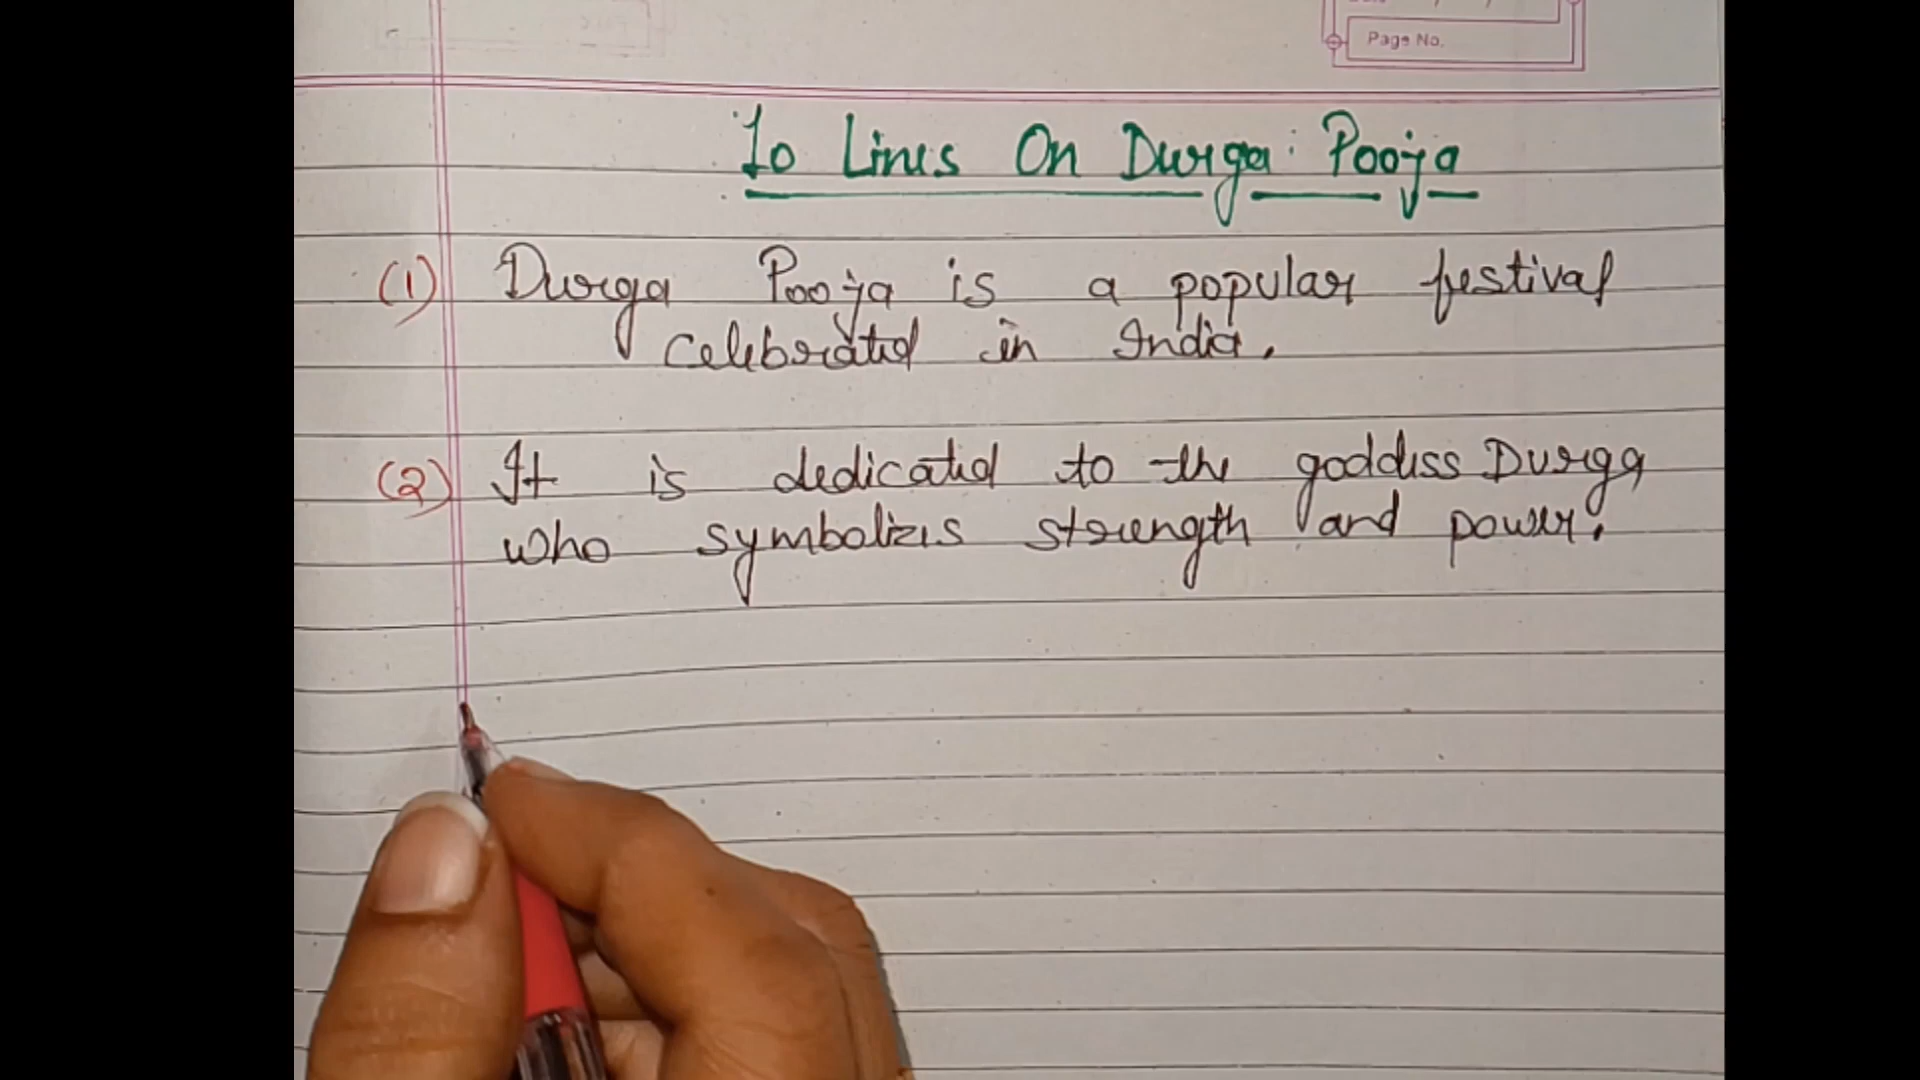 Page No.
10 Lines On Durga Pooja
(1) Durga Pooja is a popular festival
celebrated in India.
(2) It is dedicated to the goddess Durga
who symbolizes strength and power.